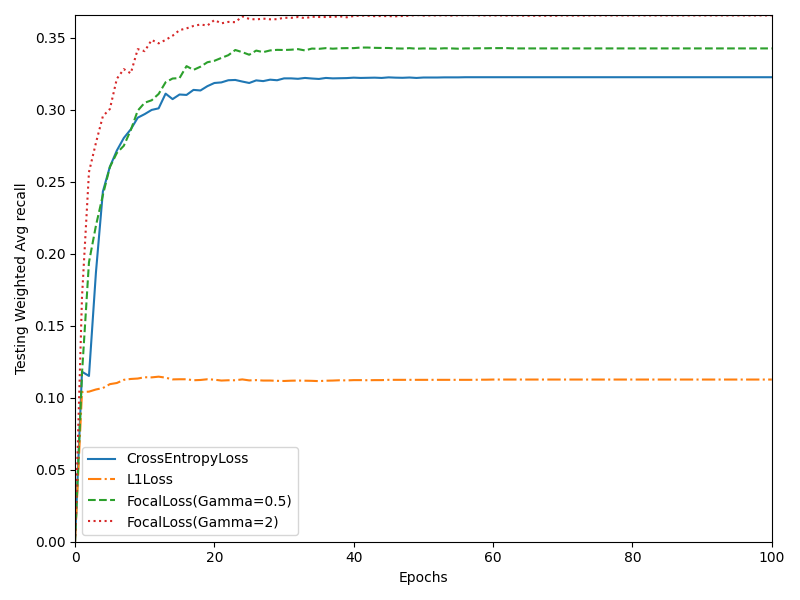 0.35
0.30
0.25
0.20
0.15
0.10
0.05
0.00
Testing Weighted Avg recall
CrossEntropyLoss
L1Loss
FocalLoss(Gamma=0.5)
FocalLoss(Gamma=2)
0 20 40 60 80 100
Epochs